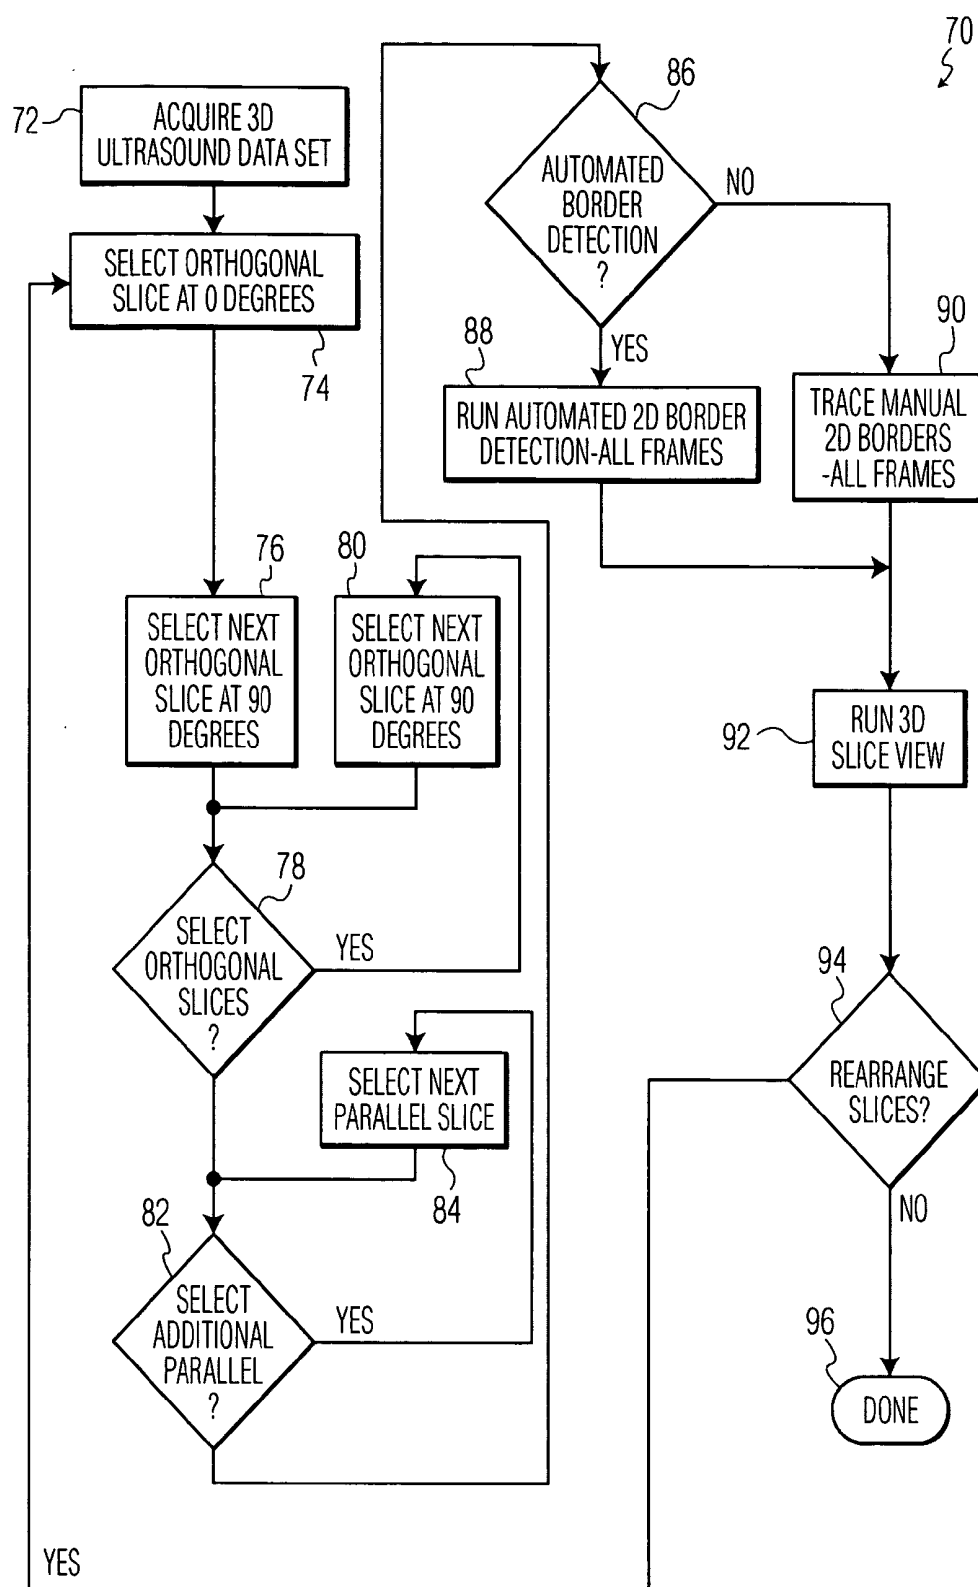 70
72
ACQUIRE 3D
ULTRASOUND DATA SET
SELECT ORTHOGONAL
SLICE AT 0 DEGREES
74
76
SELECT NEXT
ORTHOGONAL
SLICE AT 90
DEGREES
80
SELECT NEXT
ORTHOGONAL
SLICE AT 90
DEGREES
78
SELECT
ORTHOGONAL
SLICES
?
YES
SELECT NEXT
PARALLEL SLICE
84
82
SELECT
ADDITIONAL
PARALLEL
?
YES
YES
86
AUTOMATED
BORDER
DETECTION
?
NO
YES
88
RUN AUTOMATED 2D BORDER
DETECTION-ALL FRAMES
90
TRACE MANUAL
2D BORDERS
-ALL FRAMES
92
RUN 3D
SLICE VIEW
94
REARRANGE
SLICES?
NO
96
DONE